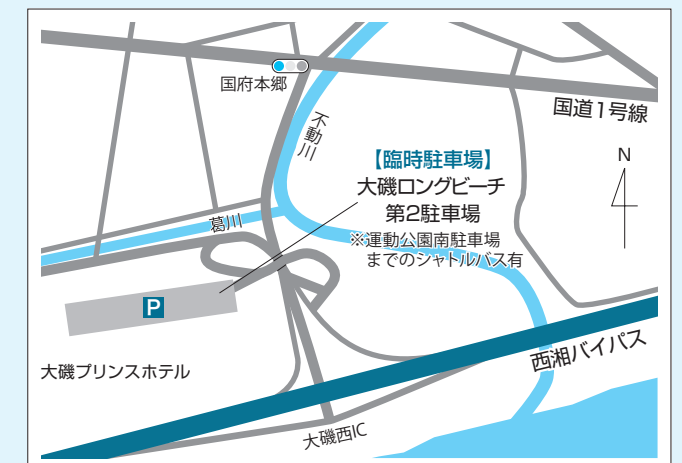 国府本郷
国道1号線
不動川
N
【臨時駐車場】
大磯ロングビーチ
第2駐車場
※運動公園南駐車場
までのシャトルバス有
葛川
P
西湘バイパス
大磯プリンスホテル
大磯西IC